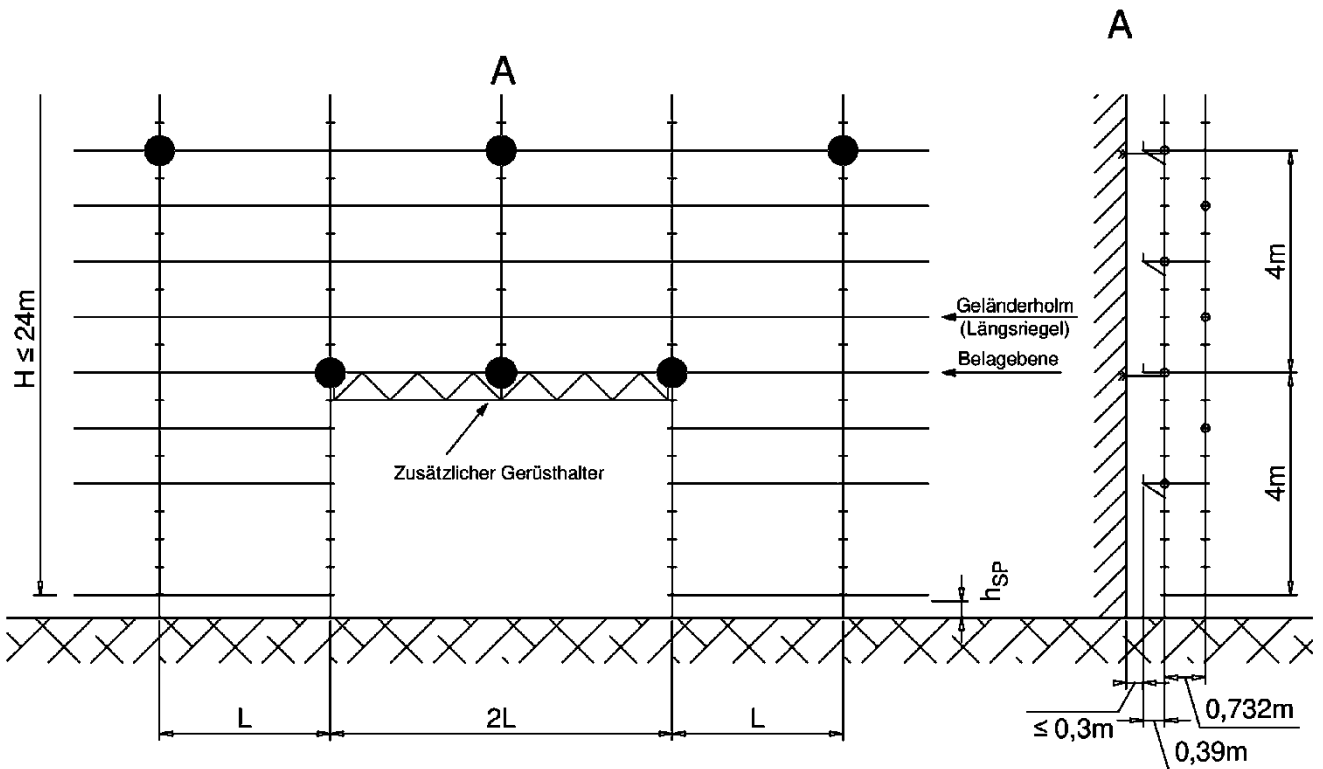 A
A
H ≤ 24m
Geländerholm
(Längsriegel)
Belagebene
4m
4m
Zusätzlicher Gerüsthalter
hSP
L
2L
L
≤ 0,3m
0,732m
0,39m